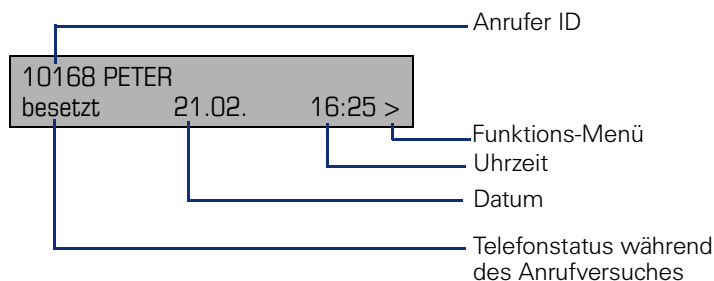 Anrufer ID
10168 PETER
besetzt 21.02. 16:25 >
Funktions-Menü
Uhrzeit
Datum
Telefonstatus während
des Anrufversuches